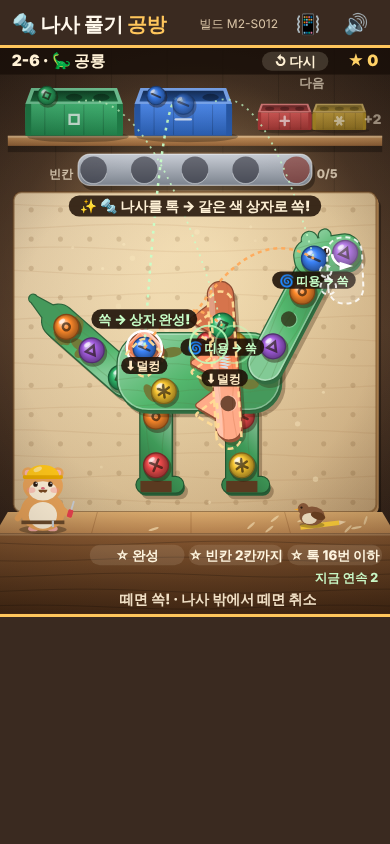 🔩 나사 풀기 공방
빌드 M2-S012
2-6 · 🦕 공룡
다시
★ 0
다음
+2
빈칸
0/5
✨ 🔩 나사를 톡 → 같은 색 상자로 쏙!
🌀 띠용 → 쏙
쏙 → 상자 완성!
🌀 띠용 → 쏙
⬇ 덜컹
⬇ 덜컹
☆ 완성
☆ 빈칸 2칸까지
☆ 톡 16번 이하
지금 연속 2
떼면 쏙! · 나사 밖에서 떼면 취소